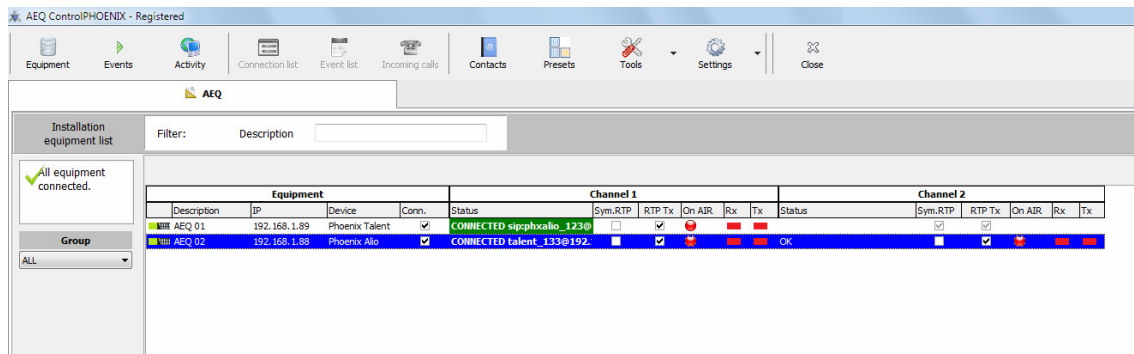 AEQ ControlPHOENIX - Registered
Equipment Events Activity Connection list Event list Incoming calls Contacts Presets Tools Settings Close
AEQ
Installation equipment list
Filter: Description
All equipment connected.
Equipment Channel 1 Channel 2
Description IP Device Conn. Status Sym.RTP RTP Tx On AIR Rx Tx Status Sym.RTP RTP Tx On AIR Rx Tx
AEQ 01 192.168.1.89 Phoenix Talent CONNECTED sip:phxalio_123@
AEQ 02 192.168.1.88 Phoenix Alio CONNECTED talent_133@192. OK
Group
ALL